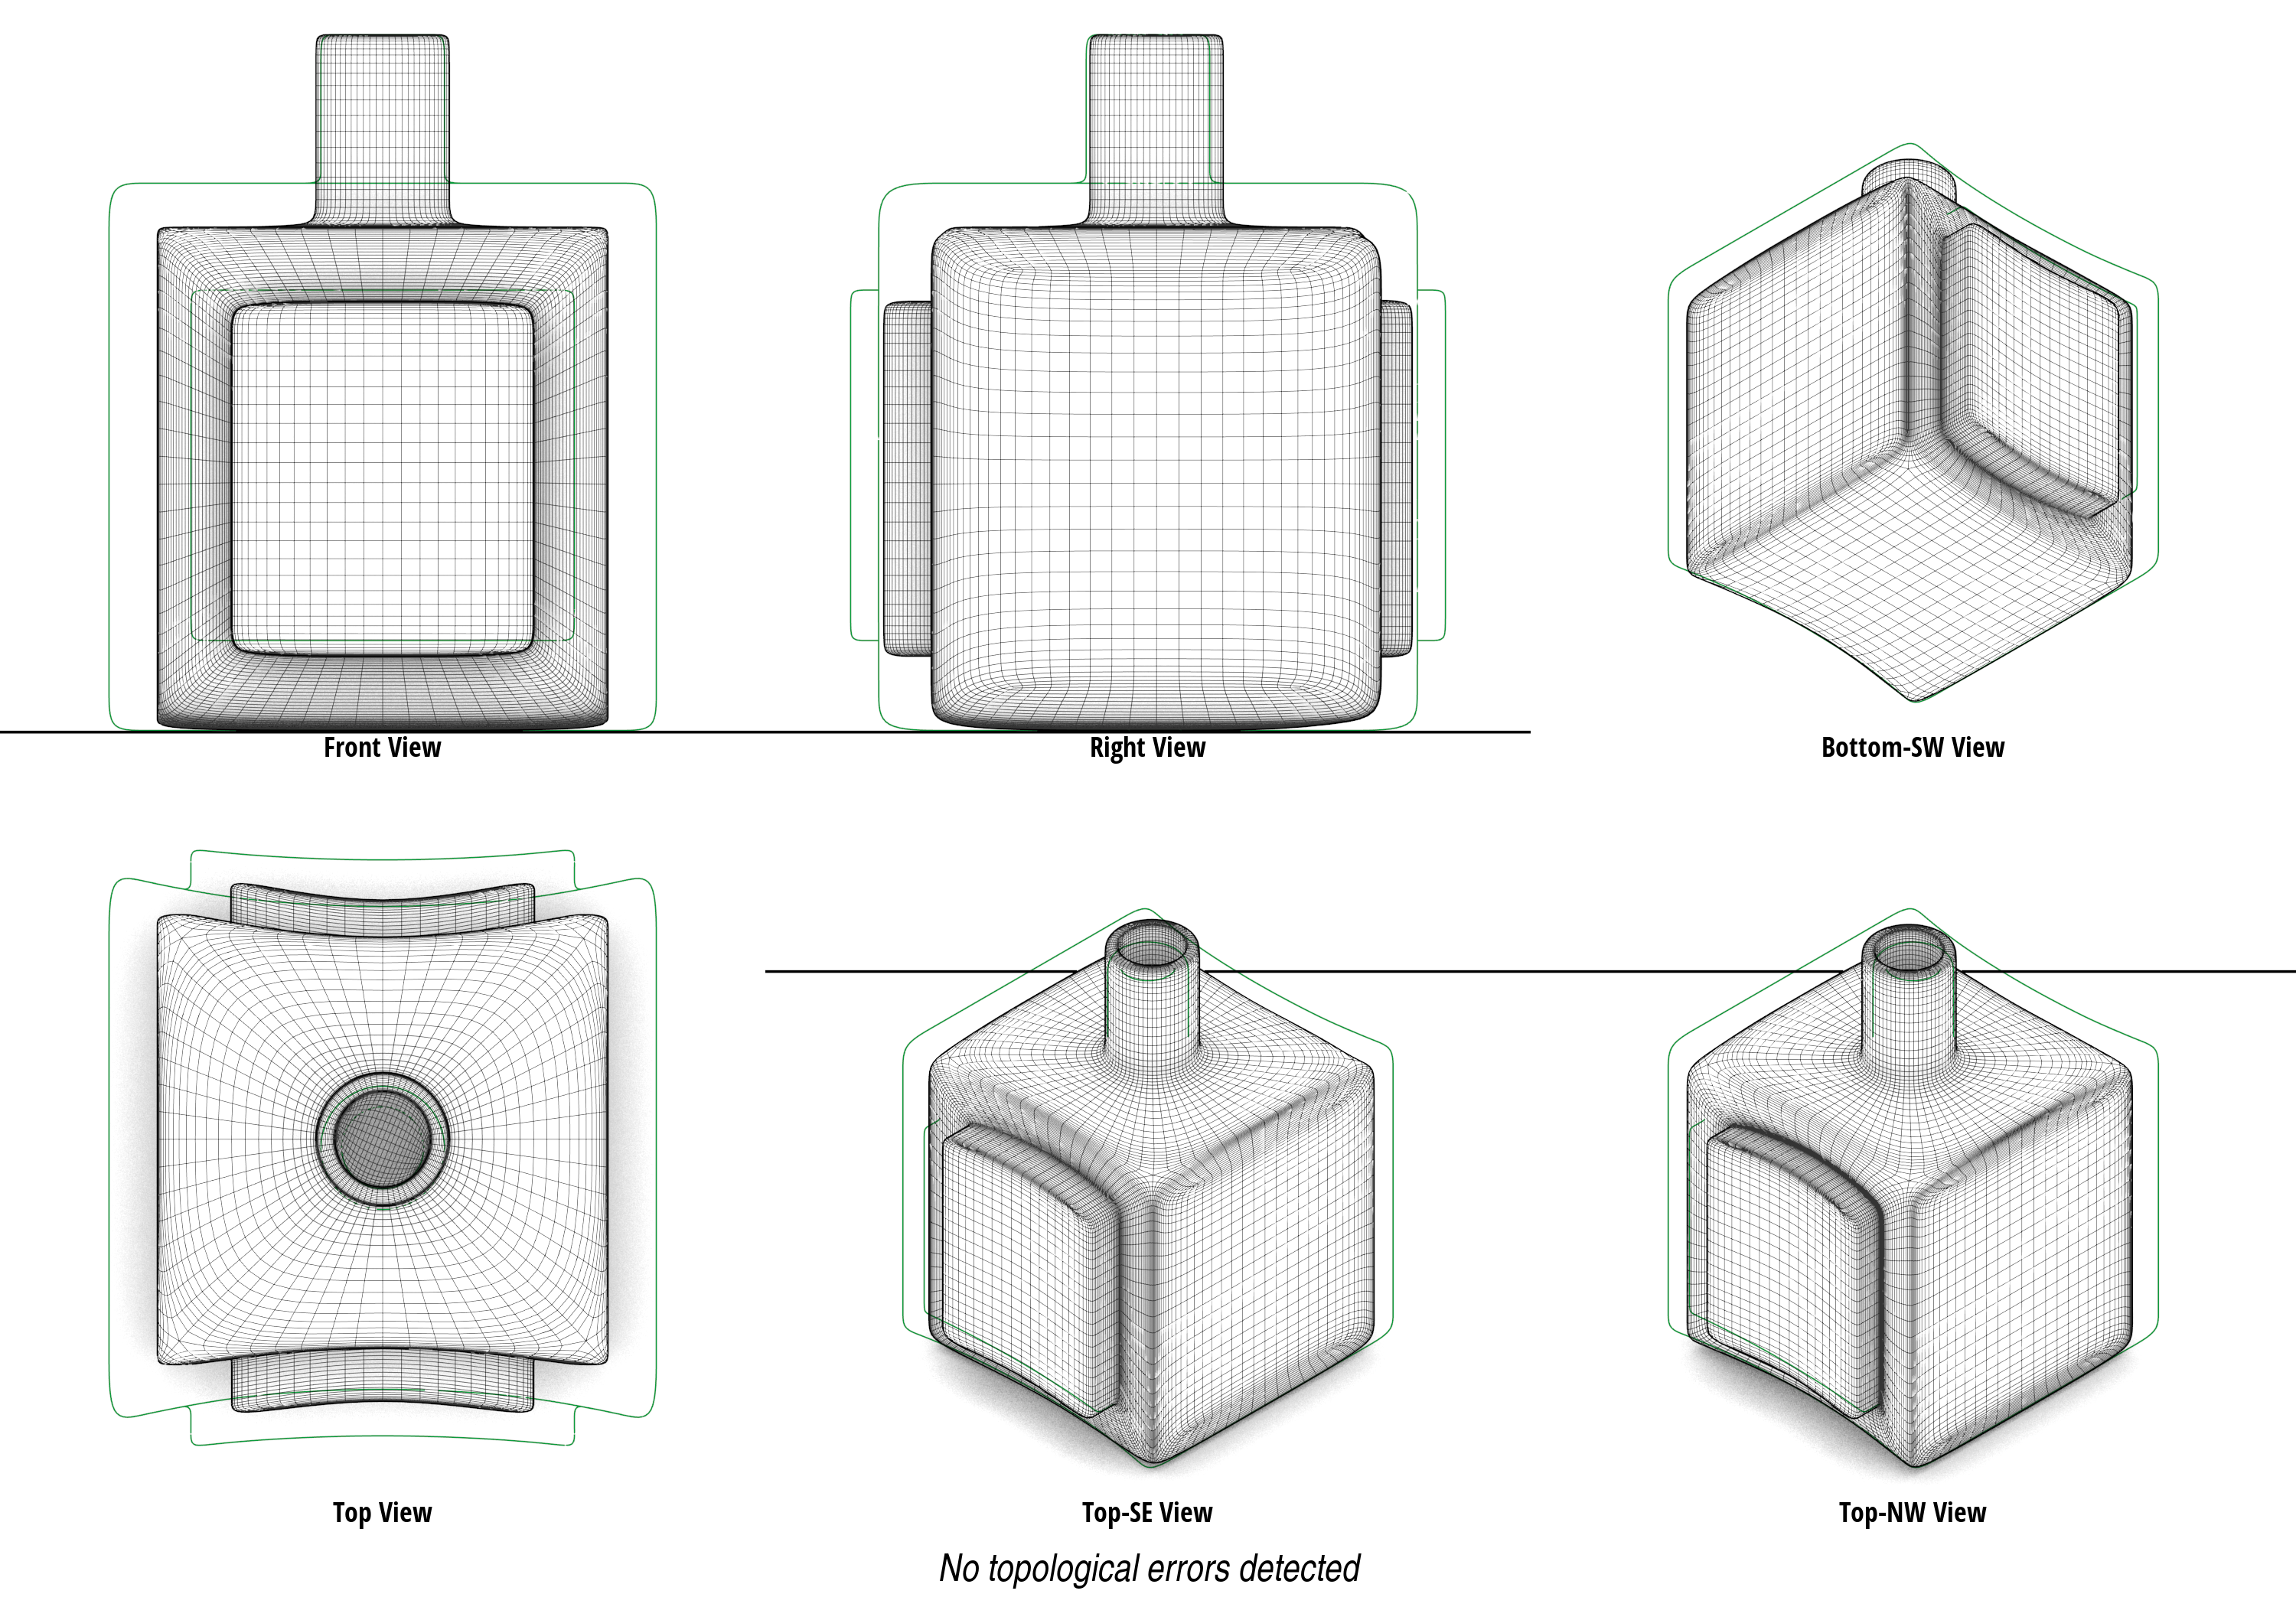 Front View
Right View
Bottom-SW View
Top View
Top-SE View
Top-NW View
No topological errors detected